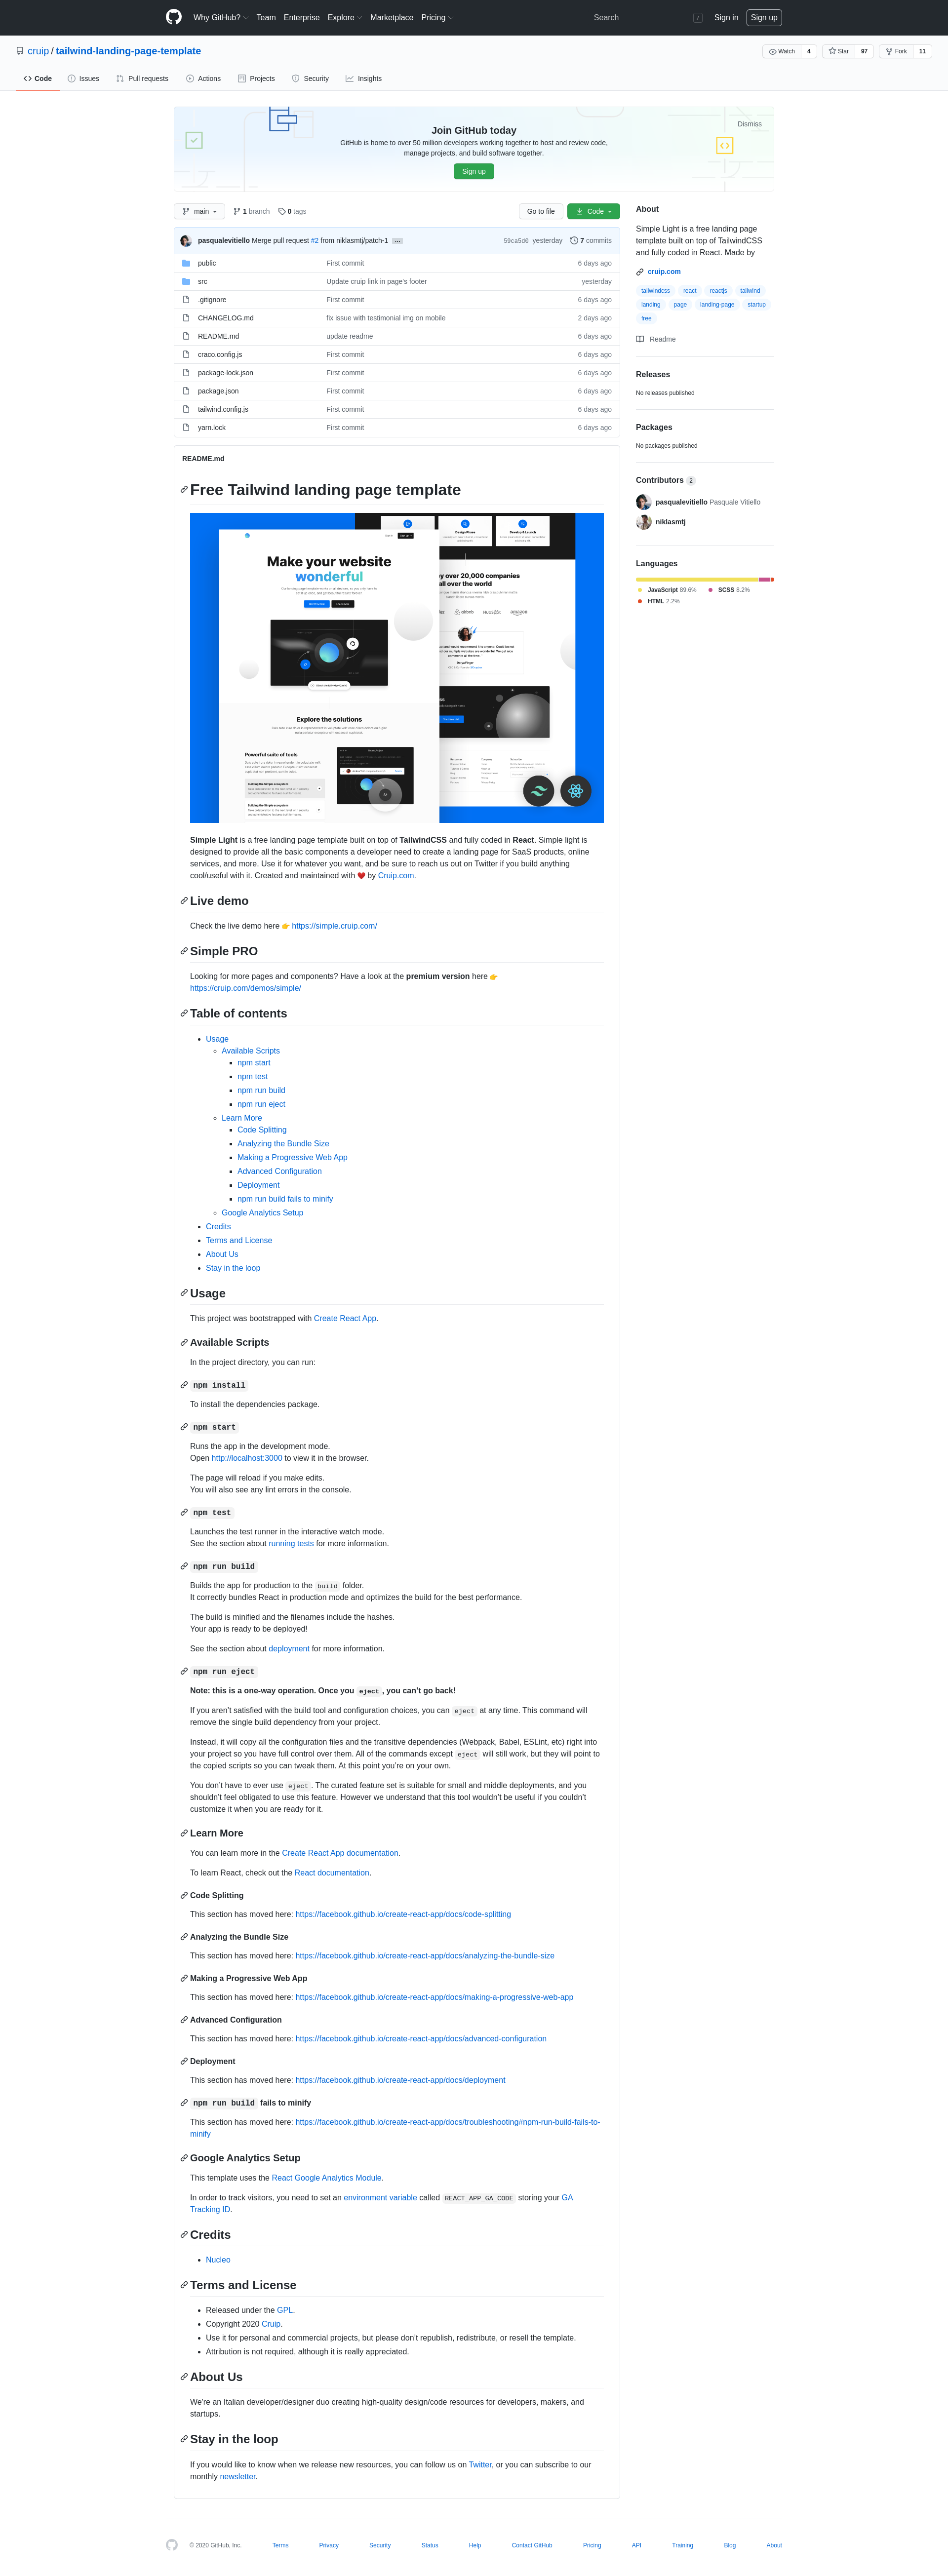 Why GitHub? Team Enterprise Explore Marketplace Pricing Search / Sign in Sign up
cruip / tailwind-landing-page-template Watch 4 Star 97 Fork 11
Code Issues Pull requests Actions Projects Security Insights
Join GitHub today
Dismiss
GitHub is home to over 50 million developers working together to host and review code,
manage projects, and build software together.
Sign up
main 1 branch 0 tags Go to file Code
pasqualevitiello Merge pull request #2 from niklasmtj/patch-1 ... 59ca5d0 yesterday 7 commits
public First commit 6 days ago
src Update cruip link in page's footer yesterday
.gitignore First commit 6 days ago
CHANGELOG.md fix issue with testimonial img on mobile 2 days ago
README.md update readme 6 days ago
craco.config.js First commit 6 days ago
package-lock.json First commit 6 days ago
package.json First commit 6 days ago
tailwind.config.js First commit 6 days ago
yarn.lock First commit 6 days ago
About
Simple Light is a free landing page
template built on top of TailwindCSS
and fully coded in React. Made by
cruip.com
tailwindcss react reactjs tailwind
landing page landing-page startup
free
Readme
Releases
No releases published
Packages
No packages published
Contributors 2
pasqualevitiello Pasquale Vitiello
niklasmtj
Languages
JavaScript 89.6% SCSS 8.2%
HTML 2.2%
README.md
Free Tailwind landing page template
Make your website
wonderful
by over 20,000 companies
all over the world
Explore the solutions
Powerful suite of tools
Simple Light is a free landing page template built on top of TailwindCSS and fully coded in React. Simple light is
designed to provide all the basic components a developer need to create a landing page for SaaS products, online
services, and more. Use it for whatever you want, and be sure to reach us out on Twitter if you build anything
cool/useful with it. Created and maintained with ❤️ by Cruip.com.
Live demo
Check the live demo here 👉 https://simple.cruip.com/
Simple PRO
Looking for more pages and components? Have a look at the premium version here 👉
https://cruip.com/demos/simple/
Table of contents
Usage
Available Scripts
npm start
npm test
npm run build
npm run eject
Learn More
Code Splitting
Analyzing the Bundle Size
Making a Progressive Web App
Advanced Configuration
Deployment
npm run build fails to minify
Google Analytics Setup
Credits
Terms and License
About Us
Stay in the loop
Usage
This project was bootstrapped with Create React App.
Available Scripts
In the project directory, you can run:
npm install
To install the dependencies package.
npm start
Runs the app in the development mode.
Open http://localhost:3000 to view it in the browser.
The page will reload if you make edits.
You will also see any lint errors in the console.
npm test
Launches the test runner in the interactive watch mode.
See the section about running tests for more information.
npm run build
Builds the app for production to the build folder.
It correctly bundles React in production mode and optimizes the build for the best performance.
The build is minified and the filenames include the hashes.
Your app is ready to be deployed!
See the section about deployment for more information.
npm run eject
Note: this is a one-way operation. Once you eject, you can’t go back!
If you aren’t satisfied with the build tool and configuration choices, you can eject at any time. This command will
remove the single build dependency from your project.
Instead, it will copy all the configuration files and the transitive dependencies (Webpack, Babel, ESLint, etc) right into
your project so you have full control over them. All of the commands except eject will still work, but they will point to
the copied scripts so you can tweak them. At this point you’re on your own.
You don’t have to ever use eject. The curated feature set is suitable for small and middle deployments, and you
shouldn’t feel obligated to use this feature. However we understand that this tool wouldn’t be useful if you couldn’t
customize it when you are ready for it.
Learn More
You can learn more in the Create React App documentation.
To learn React, check out the React documentation.
Code Splitting
This section has moved here: https://facebook.github.io/create-react-app/docs/code-splitting
Analyzing the Bundle Size
This section has moved here: https://facebook.github.io/create-react-app/docs/analyzing-the-bundle-size
Making a Progressive Web App
This section has moved here: https://facebook.github.io/create-react-app/docs/making-a-progressive-web-app
Advanced Configuration
This section has moved here: https://facebook.github.io/create-react-app/docs/advanced-configuration
Deployment
This section has moved here: https://facebook.github.io/create-react-app/docs/deployment
npm run build fails to minify
This section has moved here: https://facebook.github.io/create-react-app/docs/troubleshooting#npm-run-build-fails-to-
minify
Google Analytics Setup
This template uses the React Google Analytics Module.
In order to track visitors, you need to set an environment variable called REACT_APP_GA_CODE storing your GA
Tracking ID.
Credits
Nucleo
Terms and License
Released under the GPL.
Copyright 2020 Cruip.
Use it for personal and commercial projects, but please don’t republish, redistribute, or resell the template.
Attribution is not required, although it is really appreciated.
About Us
We're an Italian developer/designer duo creating high-quality design/code resources for developers, makers, and
startups.
Stay in the loop
If you would like to know when we release new resources, you can follow us on Twitter, or you can subscribe to our
monthly newsletter.
© 2020 GitHub, Inc. Terms Privacy Security Status Help Contact GitHub Pricing API Training Blog About